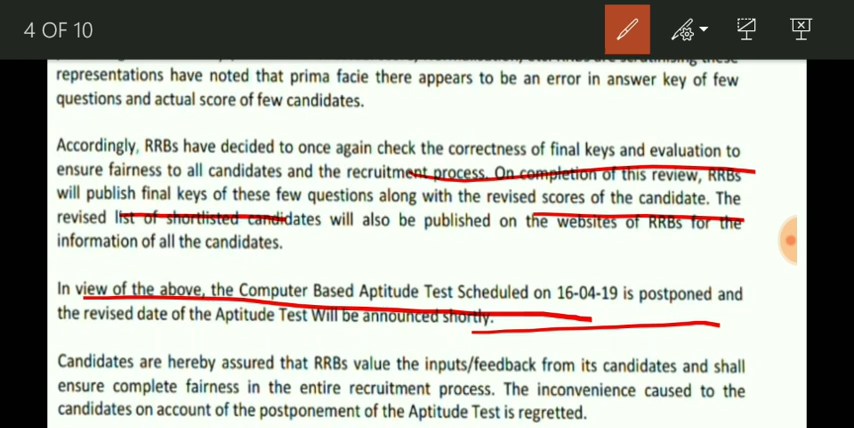 4 OF 10
these
representations have noted that prima facie there appears to be an error in answer key of few
questions and actual score of few candidates.
Accordingly, RRBs have decided to once again check the correctness of final keys and evaluation to
ensure fairness to all candidates and the recruitment process. On completion of this review, RRBs
will publish final keys of these few questions along with the revised scores of the candidate. The
revised list of shortlisted candidates will also be published on the websites of RRBs for the
information of all the candidates.
In view of the above, the Computer Based Aptitude Test Scheduled on 16-04-19 is postponed and
the revised date of the Aptitude Test Will be announced shortly.
Candidates are hereby assured that RRBs value the inputs/feedback from its candidates and shall
ensure complete fairness in the entire recruitment process. The inconvenience caused to the
candidates on account of the postponement of the Aptitude Test is regretted.